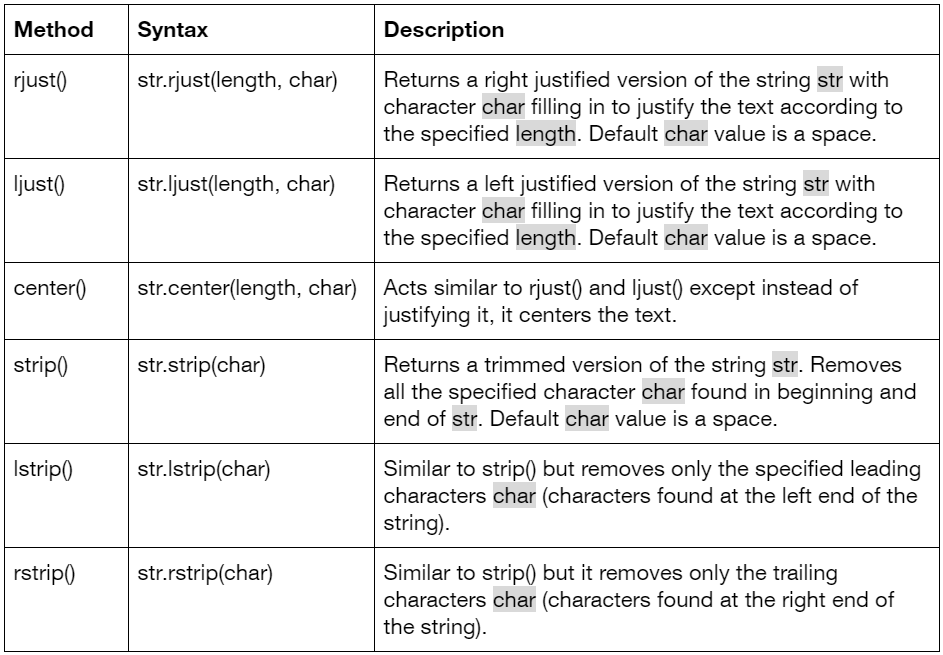 Method Syntax Description
rjust() str.rjust(length, char) Returns a right justified version of the string str with
character char filling in to justify the text according to
the specified length. Default char value is a space.
ljust() str.ljust(length, char) Returns a left justified version of the string str with
character char filling in to justify the text according to
the specified length. Default char value is a space.
center() str.center(length, char) Acts similar to rjust() and ljust() except instead of
justifying it, it centers the text.
strip() str.strip(char) Returns a trimmed version of the string str. Removes
all the specified character char found in beginning and
end of str. Default char value is a space.
lstrip() str.lstrip(char) Similar to strip() but removes only the specified leading
characters char (characters found at the left end of the
string).
rstrip() str.rstrip(char) Similar to strip() but it removes only the trailing
characters char (characters found at the right end of
the string).